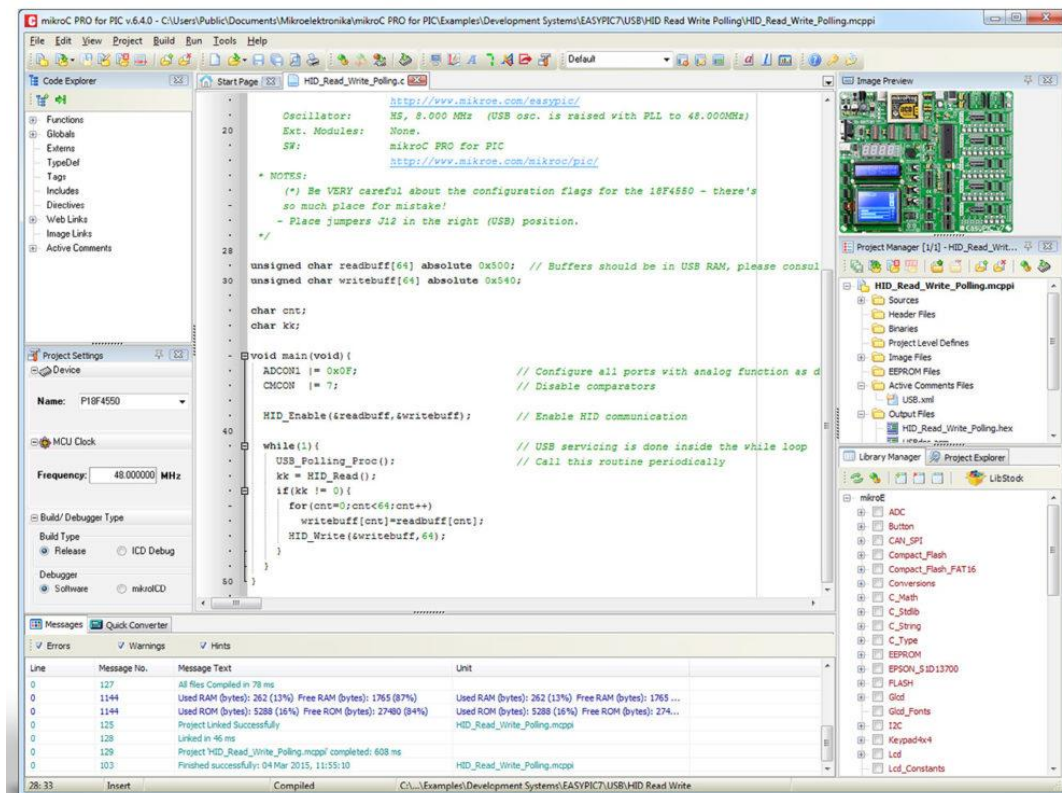 mikroC PRO for PIC v.6.4.0 - C:\Users\Public\Documents\Mikroelektronika\mikroC PRO for PIC\Examples\Development Systems\EASYPIC7\USB\HID Read Write Polling\HID_Read_Write_Polling.mcppi
File Edit View Project Build Run Tools Help
Default
Code Explorer
Functions
Globals
Externs
TypeDef
Tags
Includes
Directives
Web Links
Image Links
Active Comments
Project Settings
Device
Name: P18F4550
MCU Clock
Frequency: 48.000000 MHz
Build/Debugger Type
Build Type
Release ICD Debug
Debugger
Software mikroICD
Start Page HID_Read_Write_Polling.c
http://www.mikroe.com/easypic/
Oscillator: HS, 8.000 MHz (USB osc. is raised with PLL to 48.000MHz)
20 Ext. Modules: None.
SW: mikroC PRO for PIC
http://www.mikroe.com/mikroc/pic/
* NOTES:
(*) Be VERY careful about the configuration flags for the 18F4550 - there's
so much place for mistake!
- Place jumpers J12 in the right (USB) position.
*/
28
unsigned char readbuff[64] absolute 0x500; // Buffers should be in USB RAM, please consul
30 unsigned char writebuff[64] absolute 0x540;
char cnt;
char kk;
void main(void){
ADCON1 |= 0x0F; // Configure all ports with analog function as d
CMCON |= 7; // Disable comparators
HID_Enable(&readbuff,&writebuff); // Enable HID communication
40
while(1){ // USB servicing is done inside the while loop
USB_Polling_Proc(); // Call this routine periodically
kk = HID_Read();
if(kk != 0){
for(cnt=0;cnt<64;cnt++)
writebuff[cnt]=readbuff[cnt];
HID_Write(&writebuff,64);
}
}
50 }
Image Preview
Project Manager [1/1] - HID_Read_Writ...
HID_Read_Write_Polling.mcppi
Sources
Header Files
Binaries
Project Level Defines
Image Files
EEPROM Files
Active Comments Files
USB.xml
Output Files
HID_Read_Write_Polling.hex
Library Manager Project Explorer
LibStock
mikroE
ADC
Button
CAN_SPI
Compact_Flash
Compact_Flash_FAT16
Conversions
C_Math
C_Stdlib
C_String
C_Type
EEPROM
EPSON_S1D13700
FLASH
Glcd
Glcd_Fonts
I2C
Keypad4x4
Lcd
Lcd_Constants
Messages Quick Converter
Errors Warnings Hints
Line Message No. Message Text Unit
0 127 All files Compiled in 78 ms
0 1144 Used RAM (bytes): 262 (13%) Free RAM (bytes): 1765 (87%) Used RAM (bytes): 262 (13%) Free RAM (bytes): 1765 ...
0 1144 Used ROM (bytes): 5288 (16%) Free ROM (bytes): 27480 (84%) Used ROM (bytes): 5288 (16%) Free ROM (bytes): 274...
0 125 Project Linked Successfully HID_Read_Write_Polling.mcppi
0 128 Linked in 46 ms
0 129 Project 'HID_Read_Write_Polling.mcppi' completed: 608 ms
0 103 Finished successfully: 04 Mar 2015, 11:55:10 HID_Read_Write_Polling.mcppi
28: 33 Insert Compiled C:\...\Examples\Development Systems\EASYPIC7\USB\HID Read Write